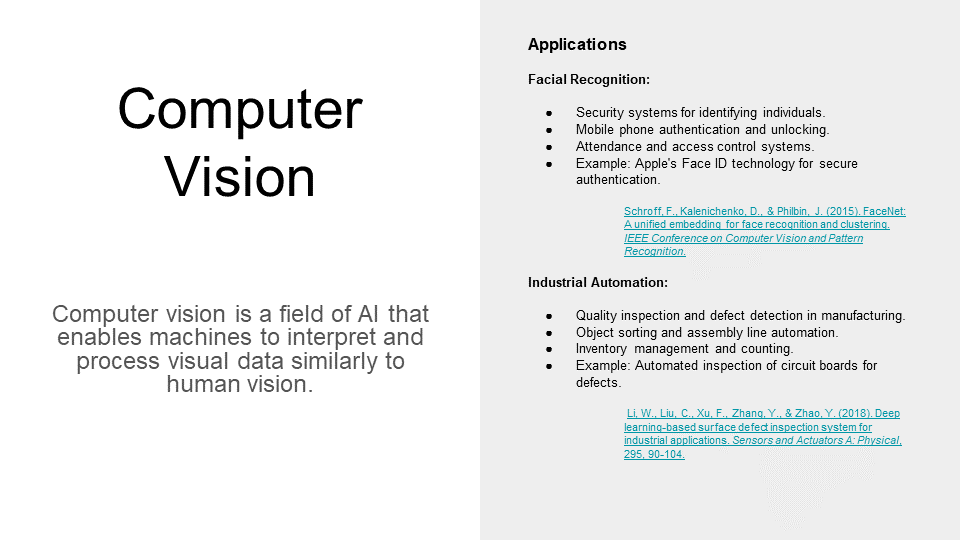 Computer
Vision
Computer vision is a field of AI that
enables machines to interpret and
process visual data similarly to
human vision.
Applications
Facial Recognition:
● Security systems for identifying individuals.
● Mobile phone authentication and unlocking.
● Attendance and access control systems.
● Example: Apple's Face ID technology for secure
authentication.
Schroff, F., Kalenichenko, D., & Philbin, J. (2015). FaceNet:
A unified embedding for face recognition and clustering.
IEEE Conference on Computer Vision and Pattern
Recognition.
Industrial Automation:
● Quality inspection and defect detection in manufacturing.
● Object sorting and assembly line automation.
● Inventory management and counting.
● Example: Automated inspection of circuit boards for
defects.
Li, W., Liu, C., Xu, F., Zhang, Y., & Zhao, Y. (2018). Deep
learning-based surface defect inspection system for
industrial applications. Sensors and Actuators A: Physical,
295, 90-104.